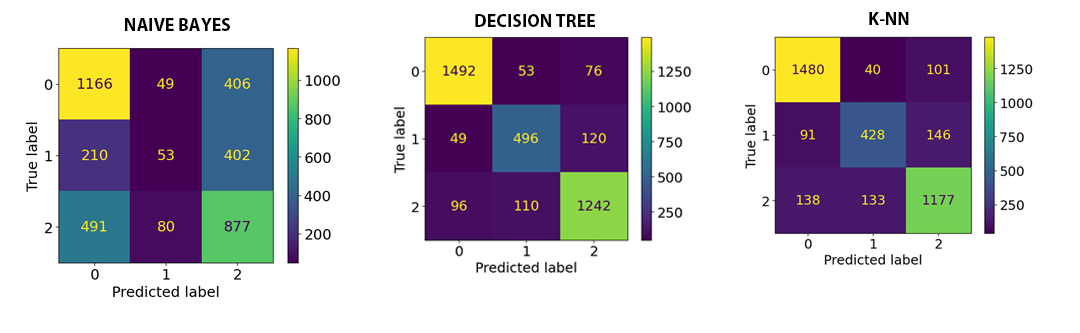 NAIVE BAYES
0
1166 49 406
1
210 53 402
2
491 80 877
0 1 2
True label
Predicted label
1000
800
600
400
200
DECISION TREE
0
1492 53 76
1
49 496 120
2
96 110 1242
0 1 2
True label
Predicted label
1250
1000
750
500
250
K-NN
0
1480 40 101
1
91 428 146
2
138 133 1177
0 1 2
True label
Predicted label
1250
1000
750
500
250